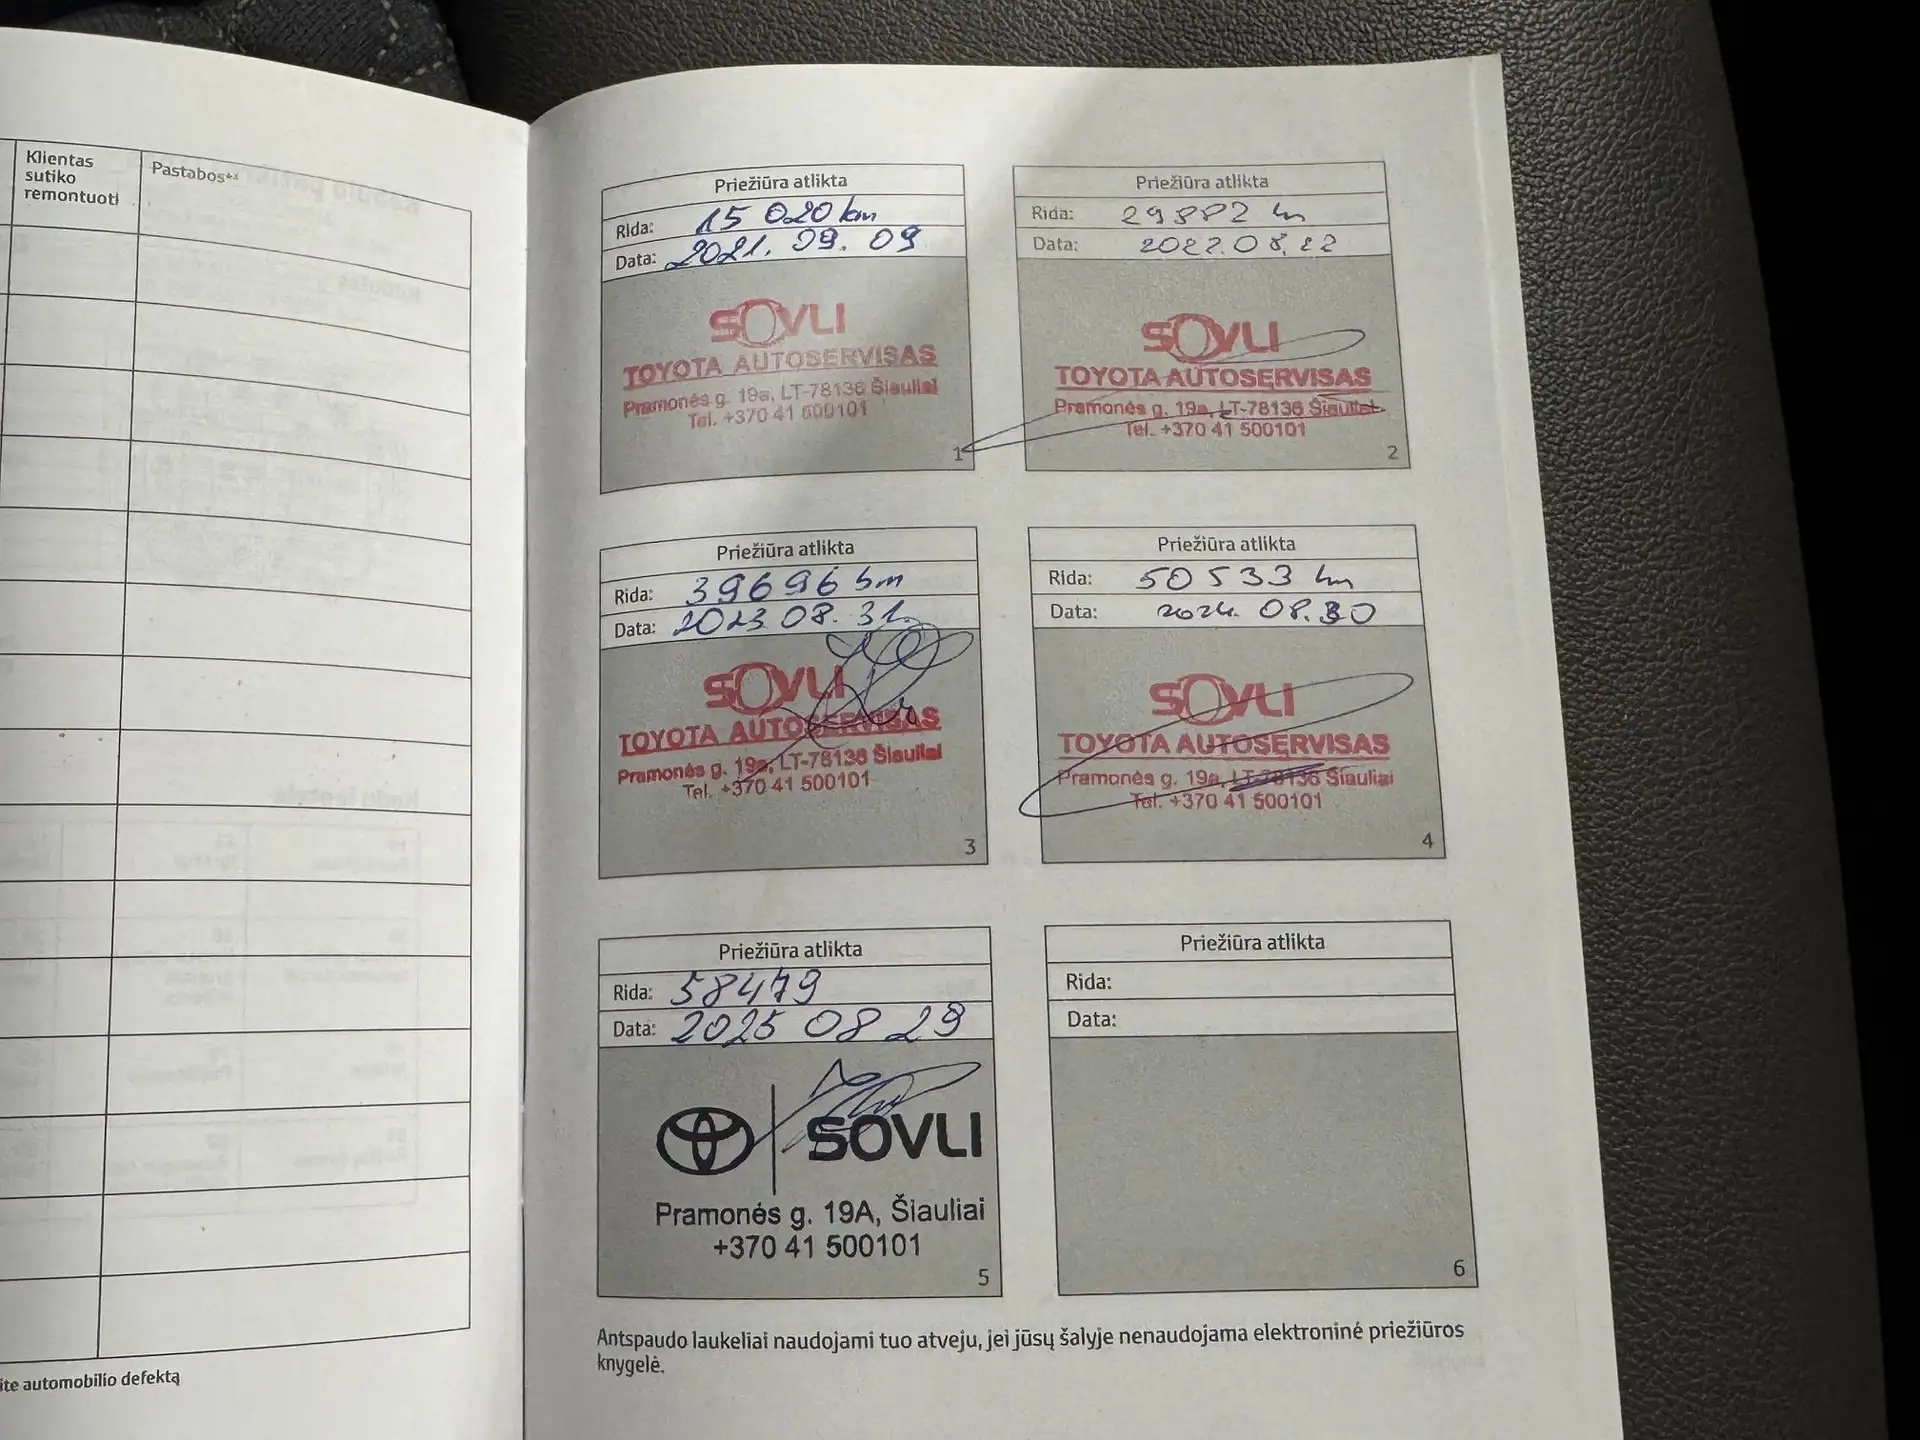 Klientas
sutiko
remontuoti
Pastabos
ite automobilio defektą
Priežiūra atlikta
Rida: 15 020 km
Data: 2021. 09. 09
SOVLI
TOYOTA AUTOSERVISAS
Pramonės g. 19a, LT-78136 Šiauliai
Tel. +370 41 500101
1
Priežiūra atlikta
Rida: 29882 km
Data: 2022.08.22
SOVLI
TOYOTA AUTOSERVISAS
Pramonės g. 19a, LT-78136 Šiauliai
Tel. +370 41 500101
2
Priežiūra atlikta
Rida: 39696 km
Data: 2023 08. 31.
SOVLI
TOYOTA AUTOSERVISAS
Pramonės g. 19a, LT-78136 Šiauliai
Tel. +370 41 500101
3
Priežiūra atlikta
Rida: 50533 km
Data: 2024. 08.30
SOVLI
TOYOTA AUTOSERVISAS
Pramonės g. 19a, LT-78136 Šiauliai
Tel. +370 41 500101
4
Priežiūra atlikta
Rida: 58479
Data: 2025 08 29
SOVLI
Pramonės g. 19A, Šiauliai
+370 41 500101
5
Priežiūra atlikta
Rida:
Data:
6
Antspaudo laukeliai naudojami tuo atveju, jei jūsų šalyje nenaudojama elektroninė priežiūros
knygelė.